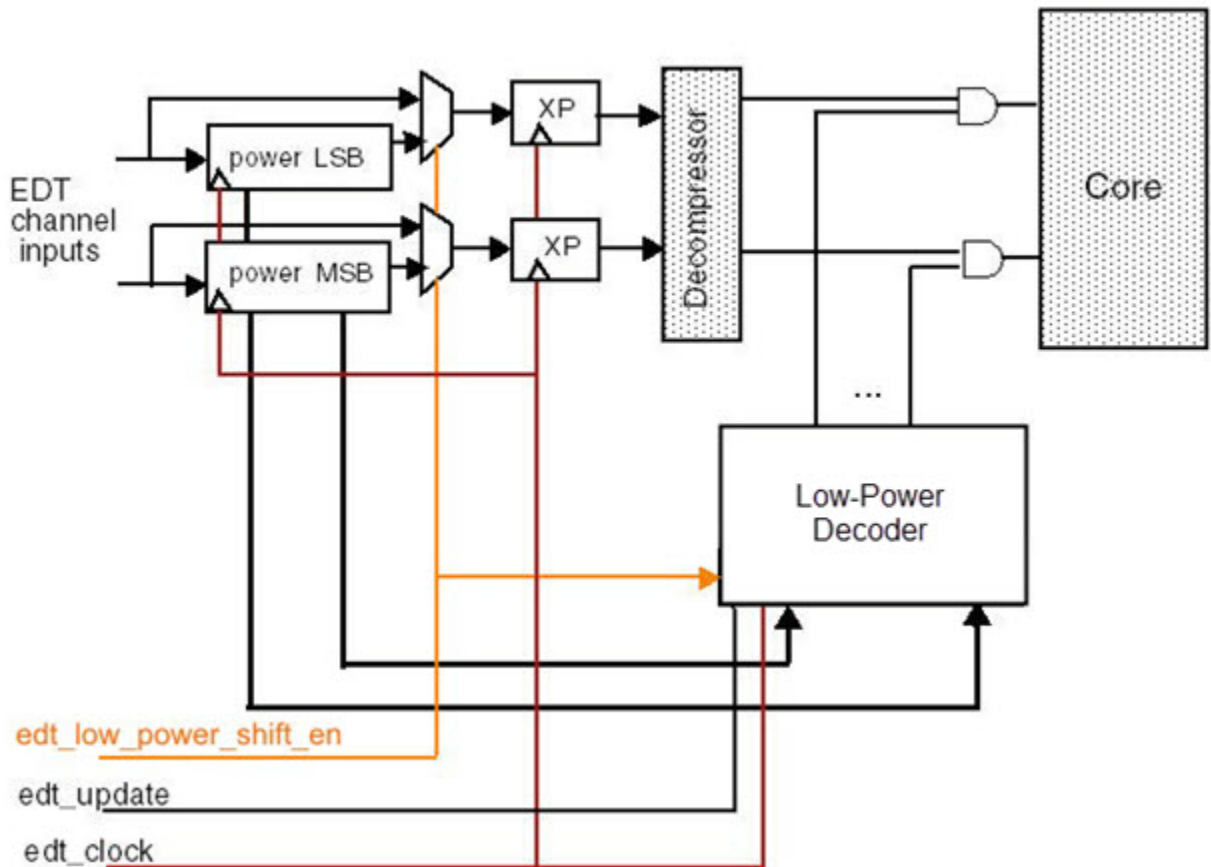 XP
power LSB
EDT
channel
inputs
XP
power MSB
Decompressor
Core
...
Low-Power
Decoder
edt_low_power_shift_en
edt_update
edt_clock